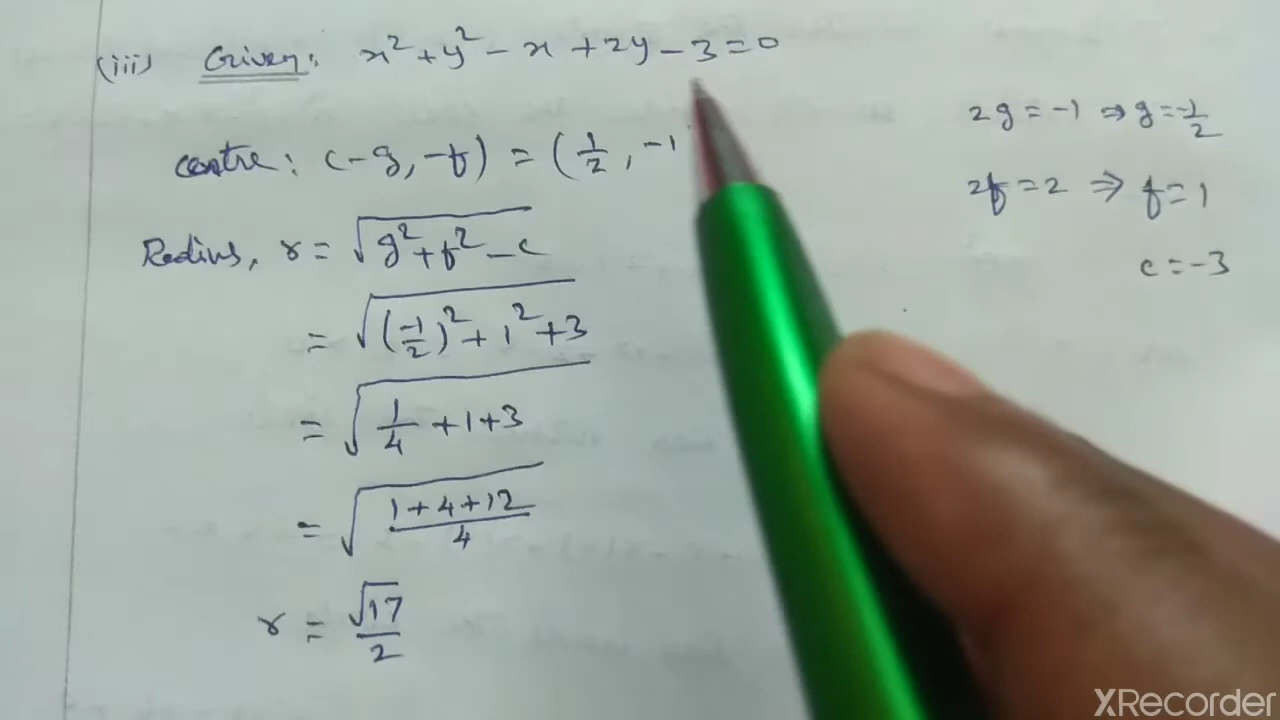 (iii) Given: x² + y² - x + 2y - 3 = 0
2g = -1 ⇒ g = -1/2
centre: (-g, -f) = (1/2, -1
2f = 2 ⇒ f = 1
Radius, r = √(g² + f² - c)
c = -3
= √((-1/2)² + 1² + 3)
= √(1/4 + 1 + 3)
= √((1 + 4 + 12)/4)
r = √17/2
XRecorder